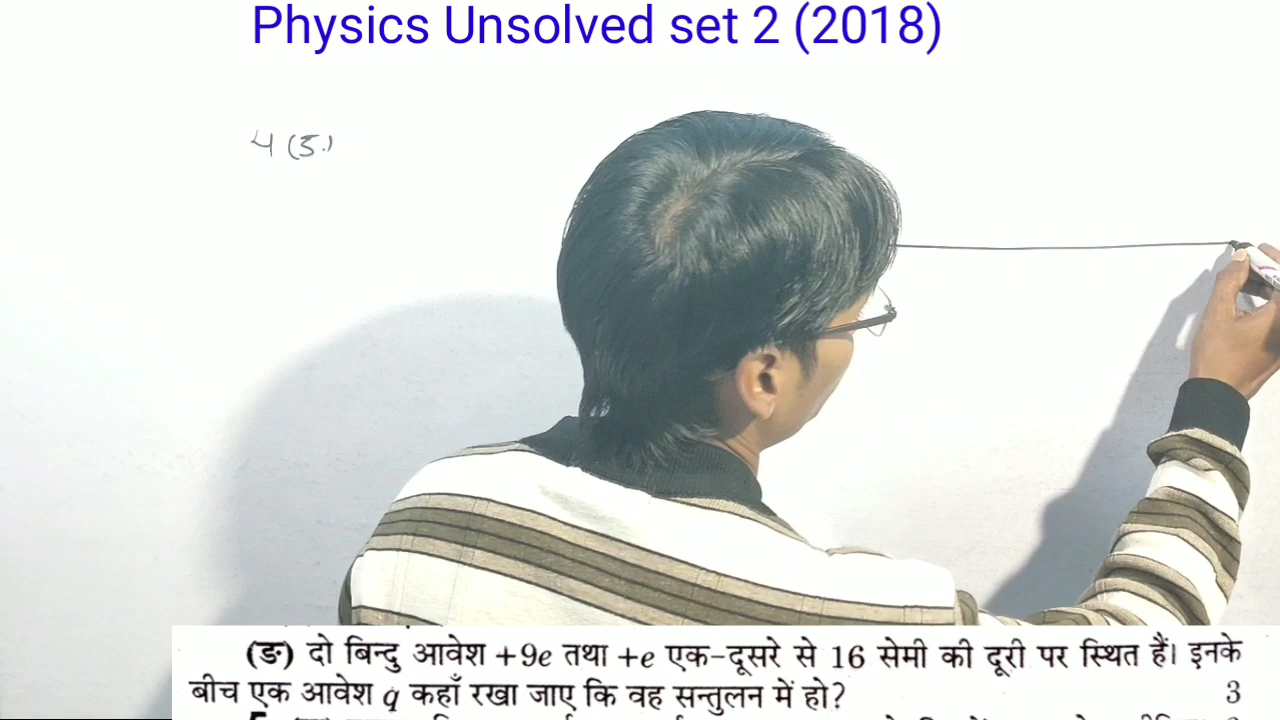 Physics Unsolved set 2 (2018)
4 (ङ)
(ङ) दो बिन्दु आवेश +9e तथा +e एक-दूसरे से 16 सेमी की दूरी पर स्थित हैं। इनके
बीच एक आवेश q कहाँ रखा जाए कि वह सन्तुलन में हो? 3